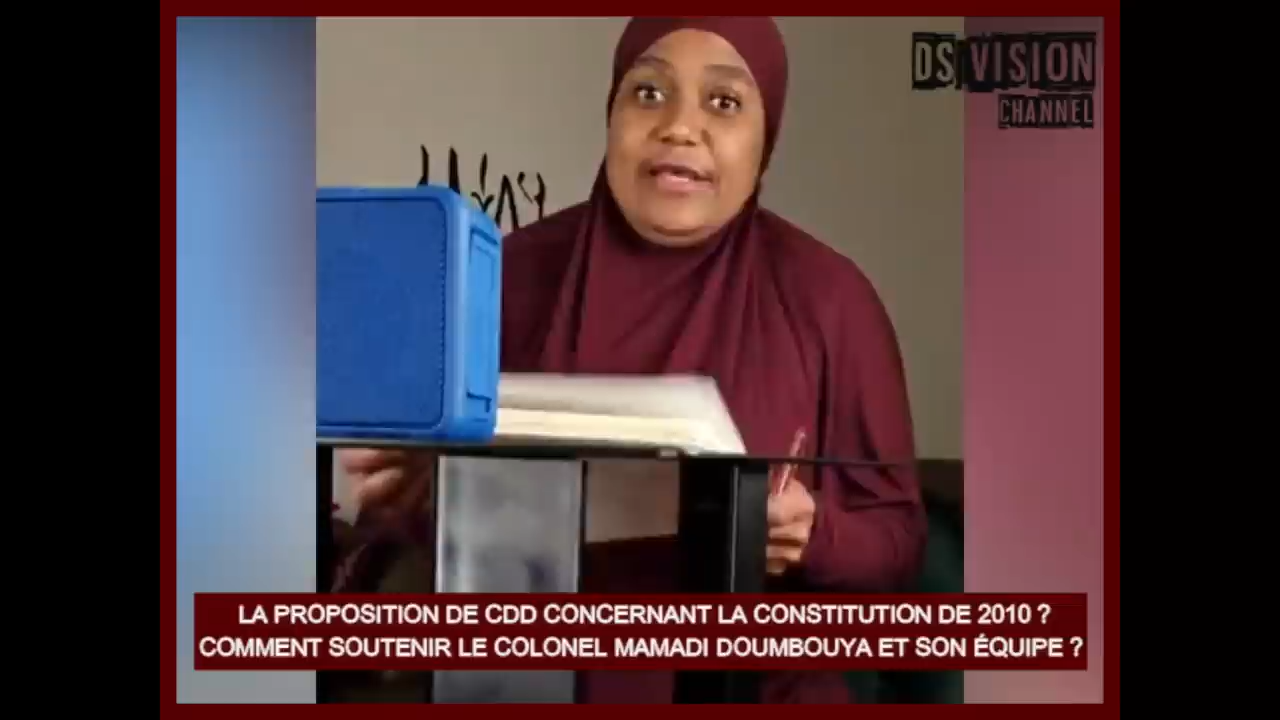 DS VISION
CHANNEL
LA PROPOSITION DE CDD CONCERNANT LA CONSTITUTION DE 2010 ?
COMMENT SOUTENIR LE COLONEL MAMADI DOUMBOUYA ET SON ÉQUIPE ?